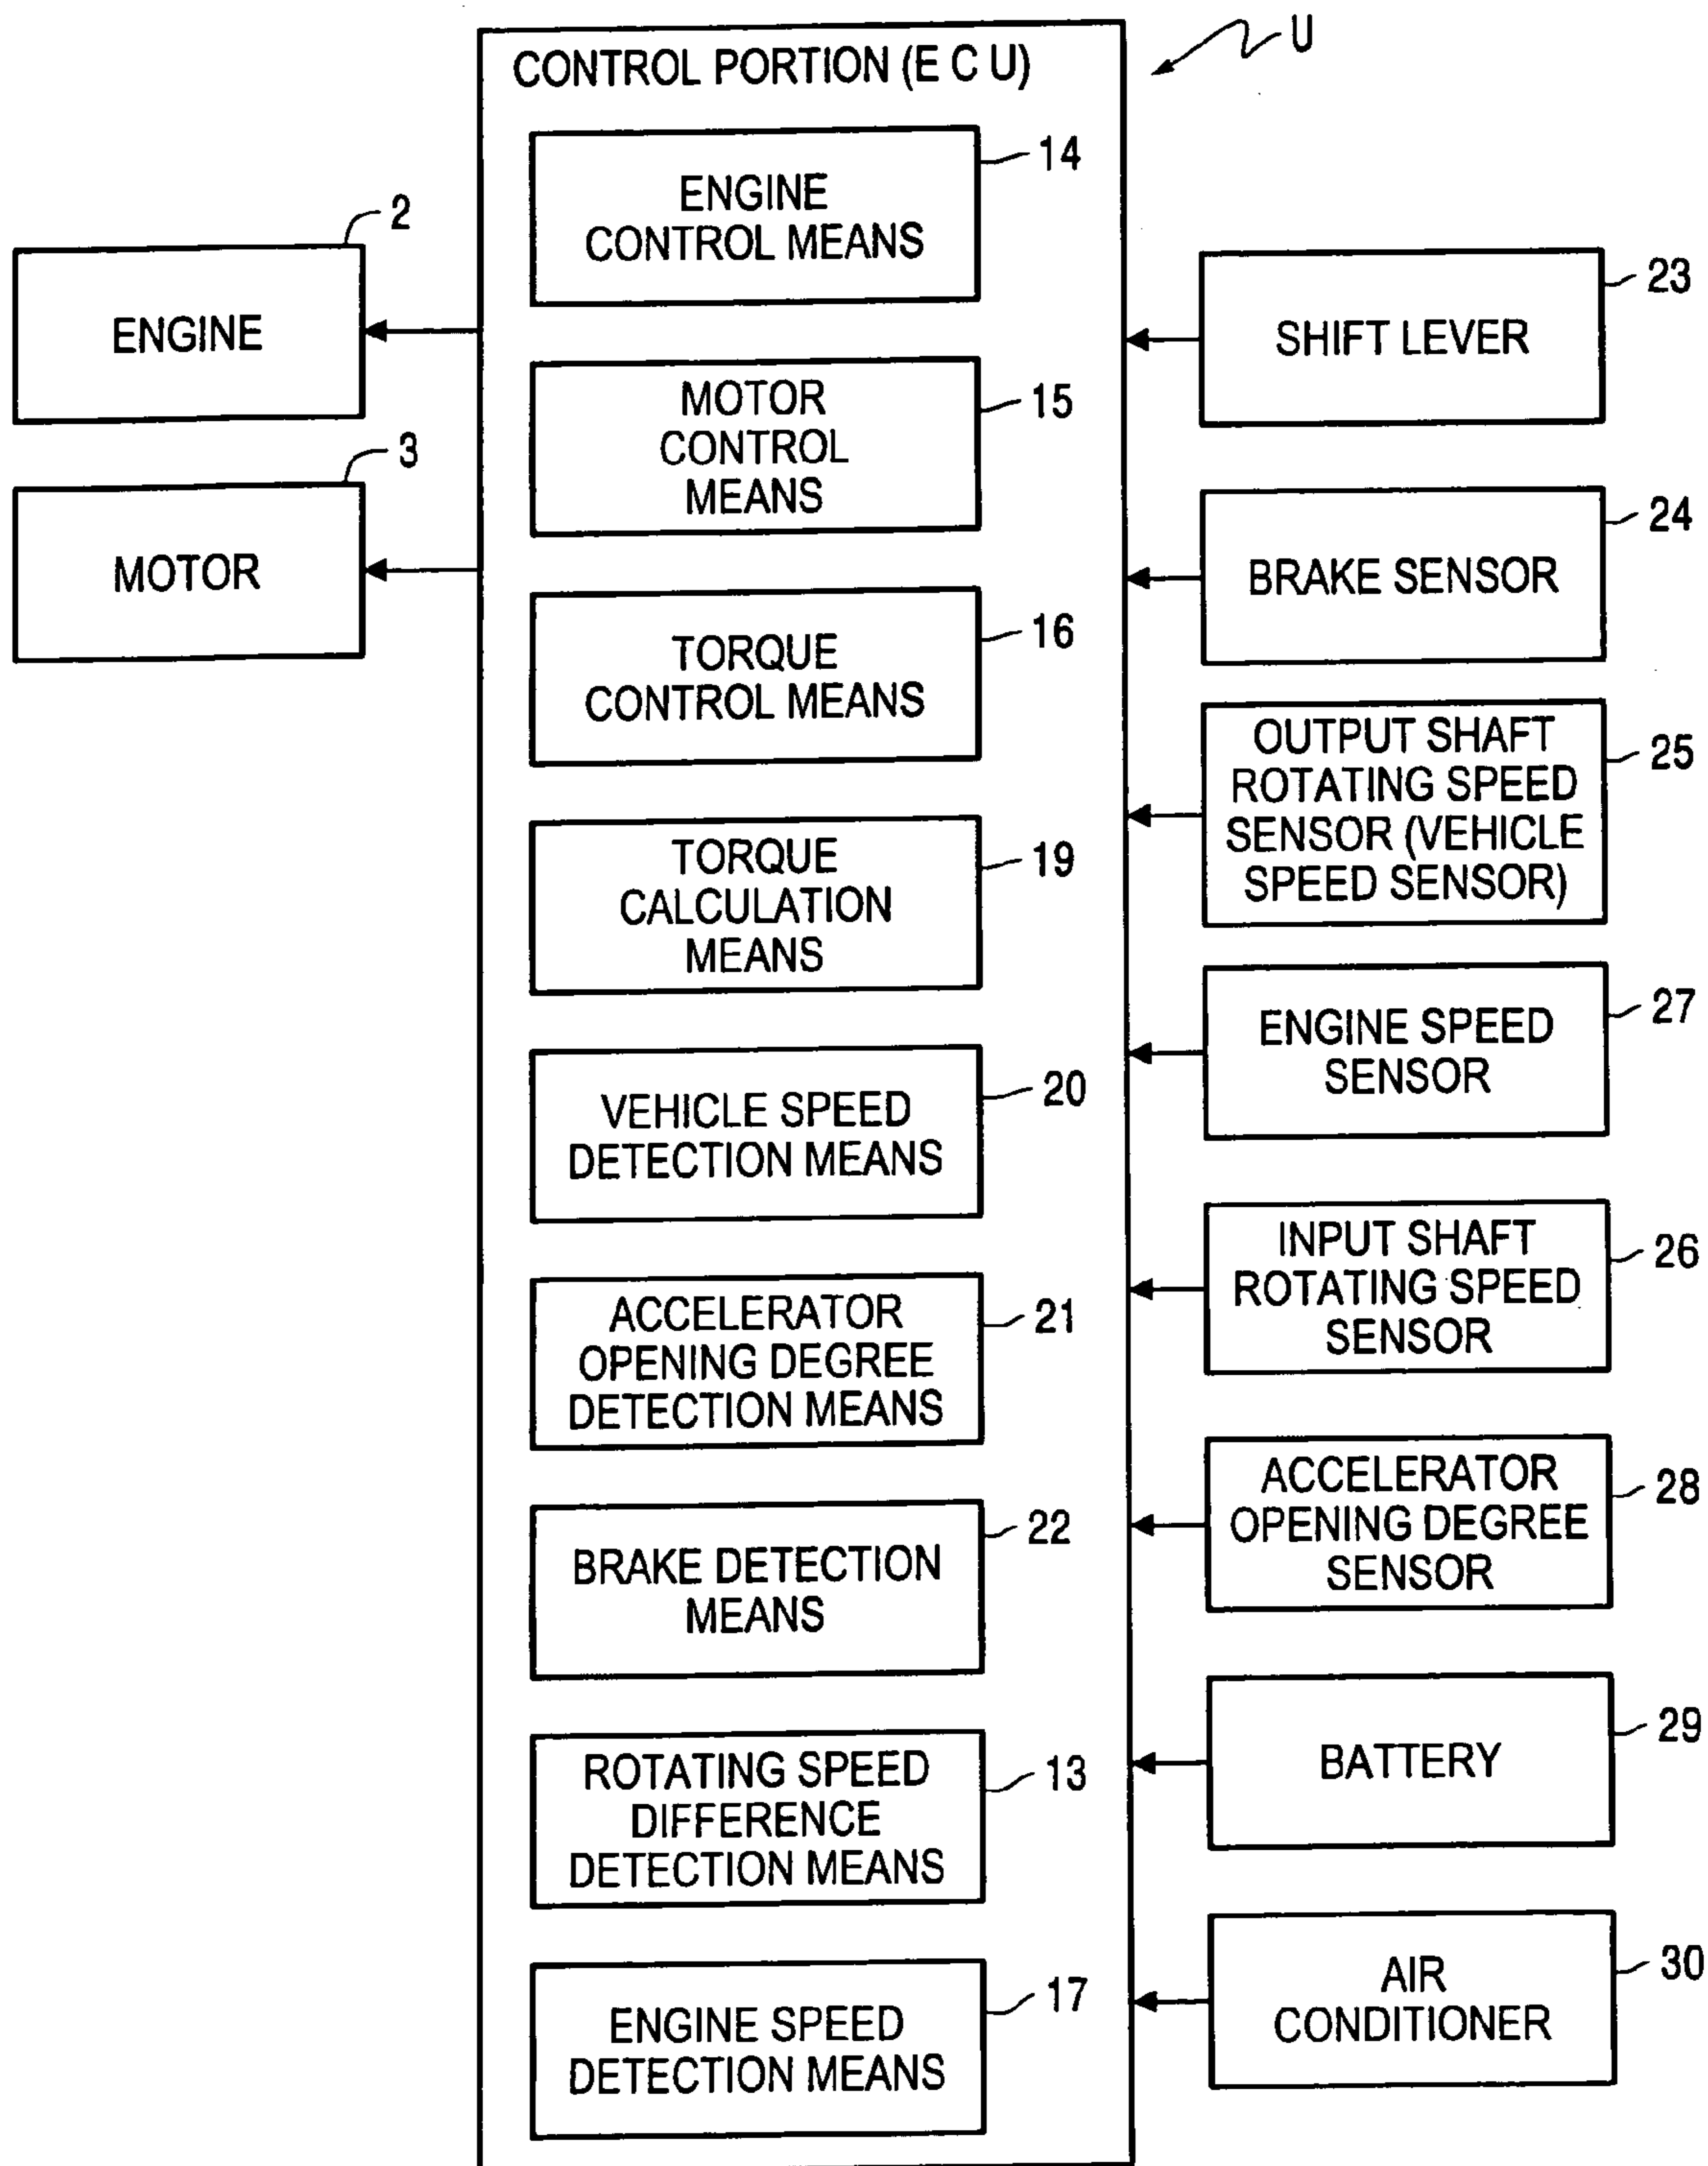 U
CONTROL PORTION (E C U)
14
ENGINE
CONTROL MEANS
2
ENGINE
23
SHIFT LEVER
15
MOTOR
CONTROL
MEANS
3
MOTOR
24
BRAKE SENSOR
16
TORQUE
CONTROL MEANS
25
OUTPUT SHAFT
ROTATING SPEED
SENSOR (VEHICLE
SPEED SENSOR)
19
TORQUE
CALCULATION
MEANS
27
ENGINE SPEED
SENSOR
20
VEHICLE SPEED
DETECTION MEANS
26
INPUT SHAFT
ROTATING SPEED
SENSOR
21
ACCELERATOR
OPENING DEGREE
DETECTION MEANS
28
ACCELERATOR
OPENING DEGREE
SENSOR
22
BRAKE DETECTION
MEANS
29
BATTERY
13
ROTATING SPEED
DIFFERENCE
DETECTION MEANS
30
AIR
CONDITIONER
17
ENGINE SPEED
DETECTION MEANS